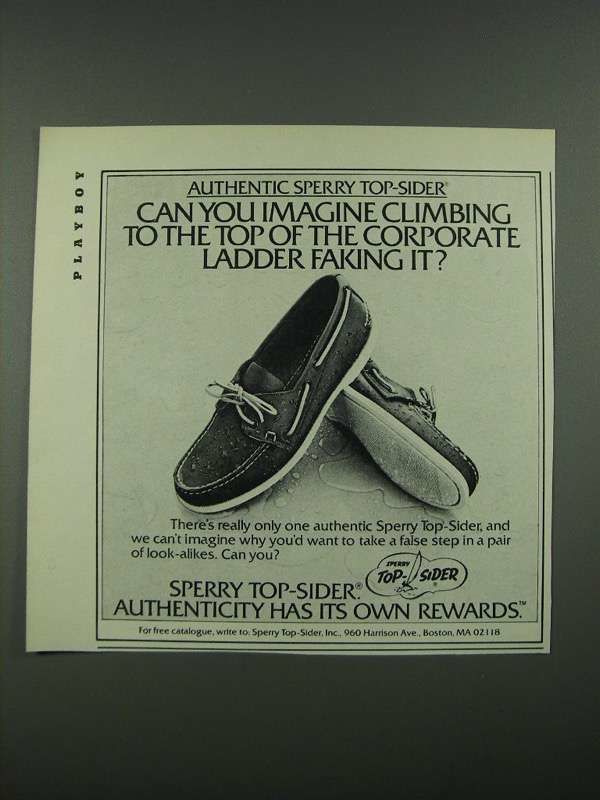 PLAYBOY
AUTHENTIC SPERRY TOP-SIDER®
CAN YOU IMAGINE CLIMBING
TO THE TOP OF THE CORPORATE
LADDER FAKING IT?
There's really only one authentic Sperry Top-Sider, and
we can't imagine why you'd want to take a false step in a pair
of look-alikes. Can you?
SPERRY
TOP-SIDER®
SPERRY TOP-SIDER®.
AUTHENTICITY HAS ITS OWN REWARDS.™
For free catalogue, write to: Sperry Top-Sider, Inc., 960 Harrison Ave., Boston, MA 02118